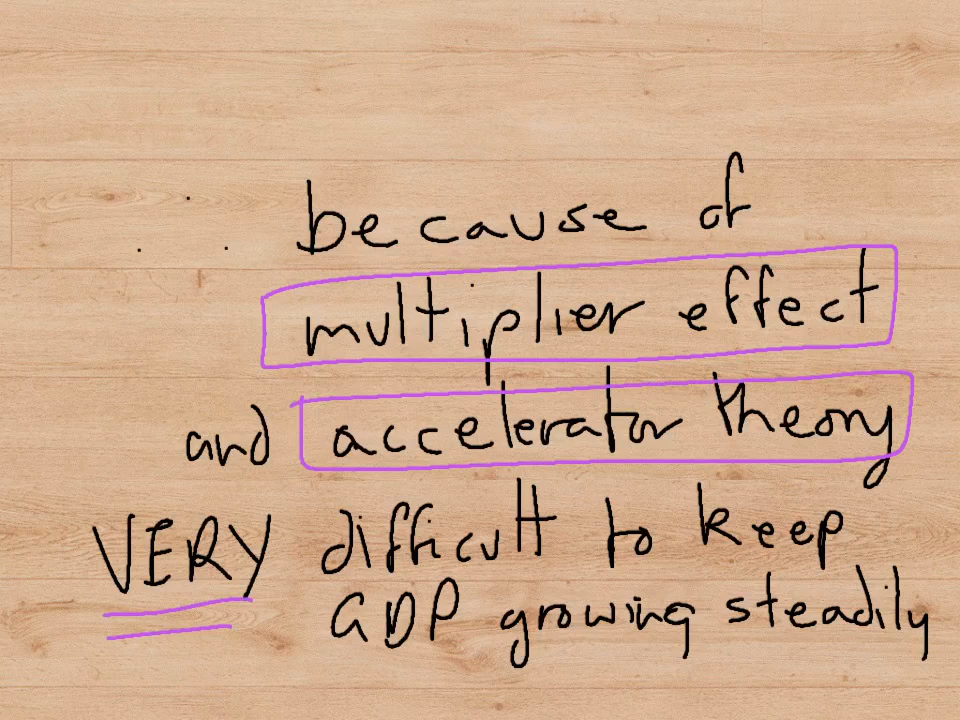 ∴ because of
multiplier effect
and accelerator theory
VERY difficult to keep
GDP growing steadily